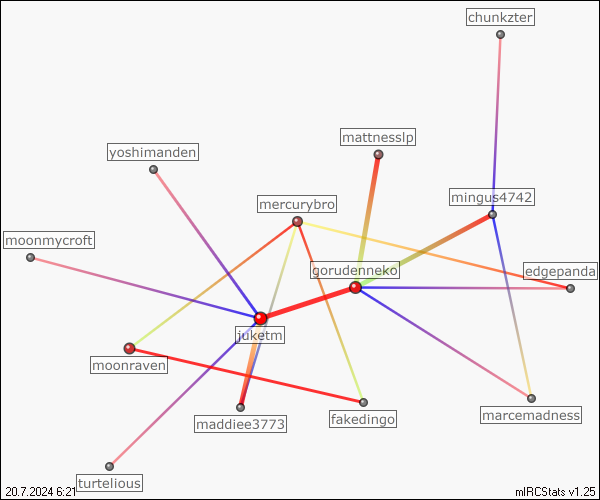 chunkzter
mattnesslp
yoshimanden
mingus4742
mercurybro
moonmycroft
gorudenneko
edgepanda
juketm
moonraven
marcemadness
fakedingo
maddiee3773
turtelious
20.7.2024 6:21
mIRCStats v1.25